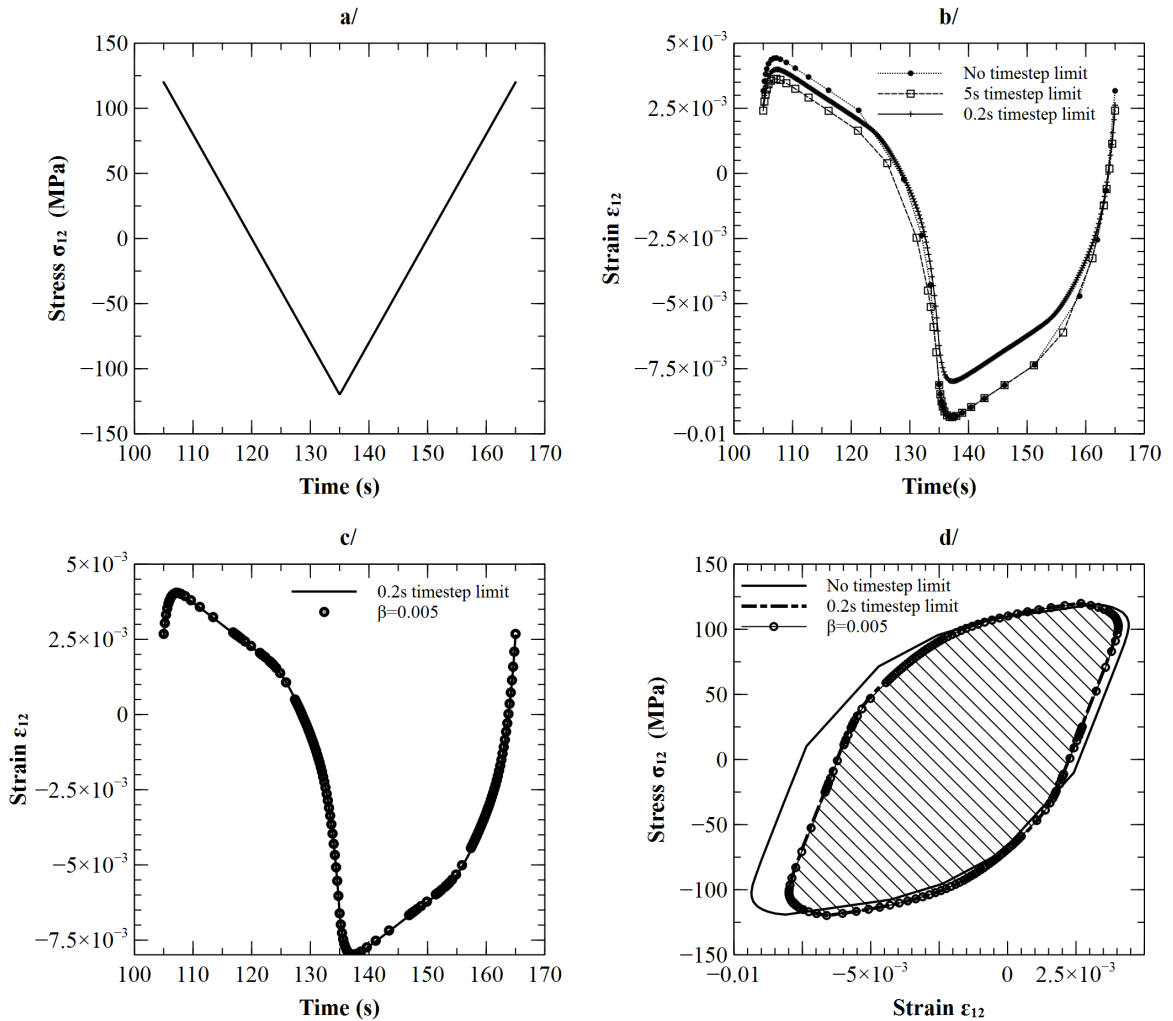 a/
150
100
50
0
−50
−100
−150
100 110 120 130 140 150 160 170
Time (s)
Stress σ₁₂ (MPa)
b/
5×10⁻³
2.5×10⁻³
0
−2.5×10⁻³
−5×10⁻³
−7.5×10⁻³
−0.01
100 110 120 130 140 150 160 170
Time(s)
Strain ε₁₂
No timestep limit
5s timestep limit
0.2s timestep limit
c/
5×10⁻³
2.5×10⁻³
0
−2.5×10⁻³
−5×10⁻³
−7.5×10⁻³
100 110 120 130 140 150 160 170
Time (s)
Strain ε₁₂
0.2s timestep limit
β=0.005
d/
150
100
50
0
−50
−100
−150
−0.01 −5×10⁻³ 0 2.5×10⁻³
Strain ε₁₂
Stress σ₁₂ (MPa)
No timestep limit
0.2s timestep limit
β=0.005